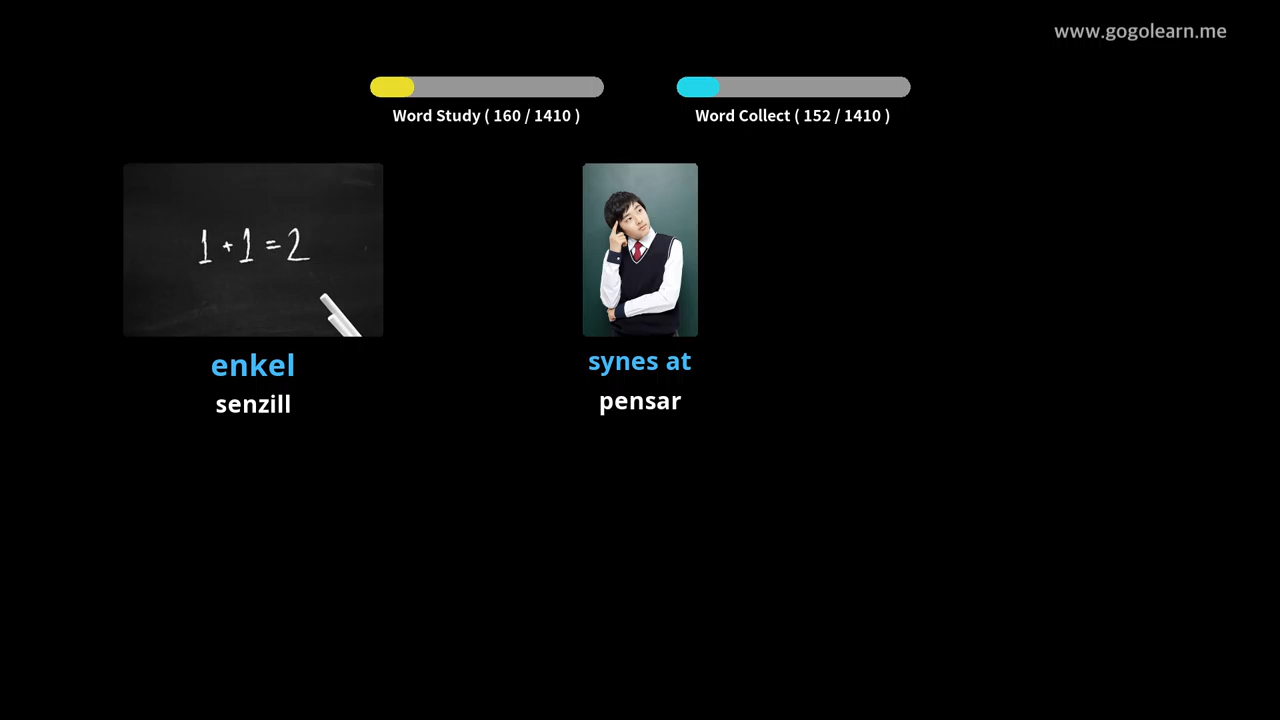 www.gogolearn.me
Word Study ( 160 / 1410 )
Word Collect ( 152 / 1410 )
1 + 1 = 2
enkel
senzill
synes at
pensar